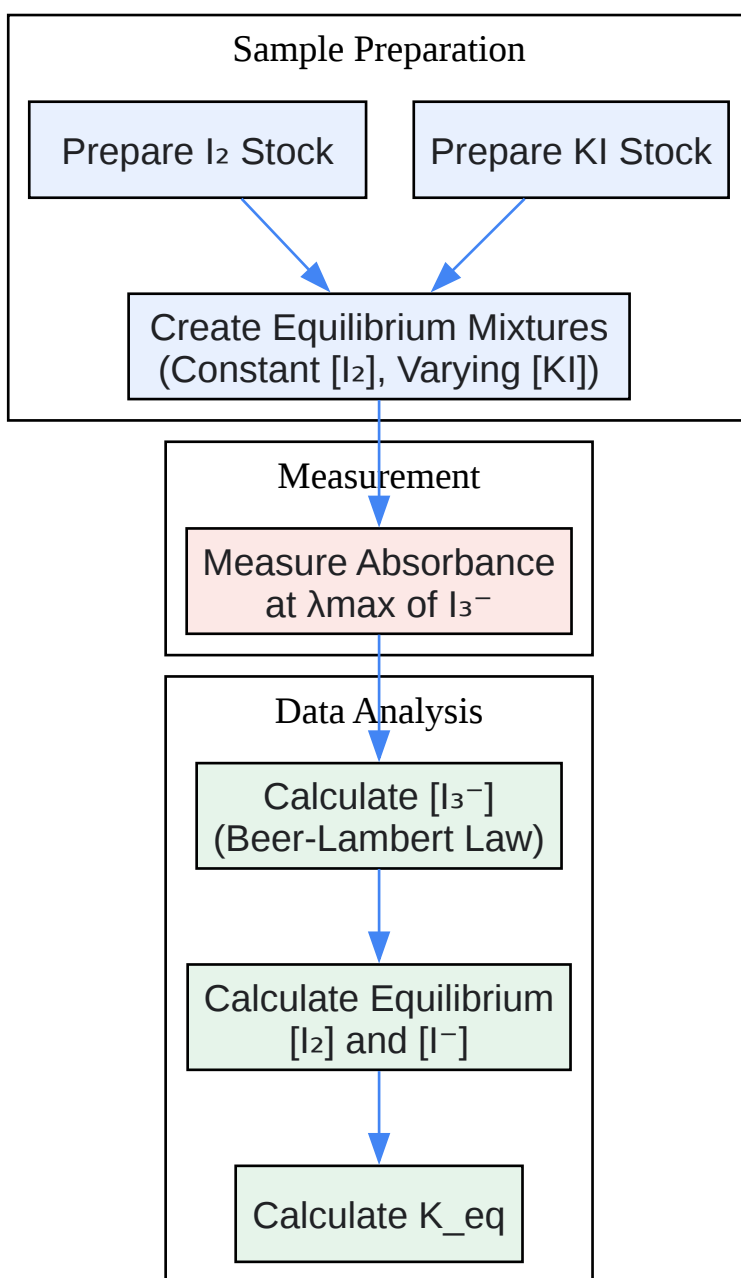 Sample Preparation
Prepare I₂ Stock
Prepare KI Stock
Create Equilibrium Mixtures
(Constant [I₂], Varying [KI])
Measurement
Measure Absorbance
at λmax of I₃⁻
Data Analysis
Calculate [I₃⁻]
(Beer-Lambert Law)
Calculate Equilibrium
[I₂] and [I⁻]
Calculate K_eq